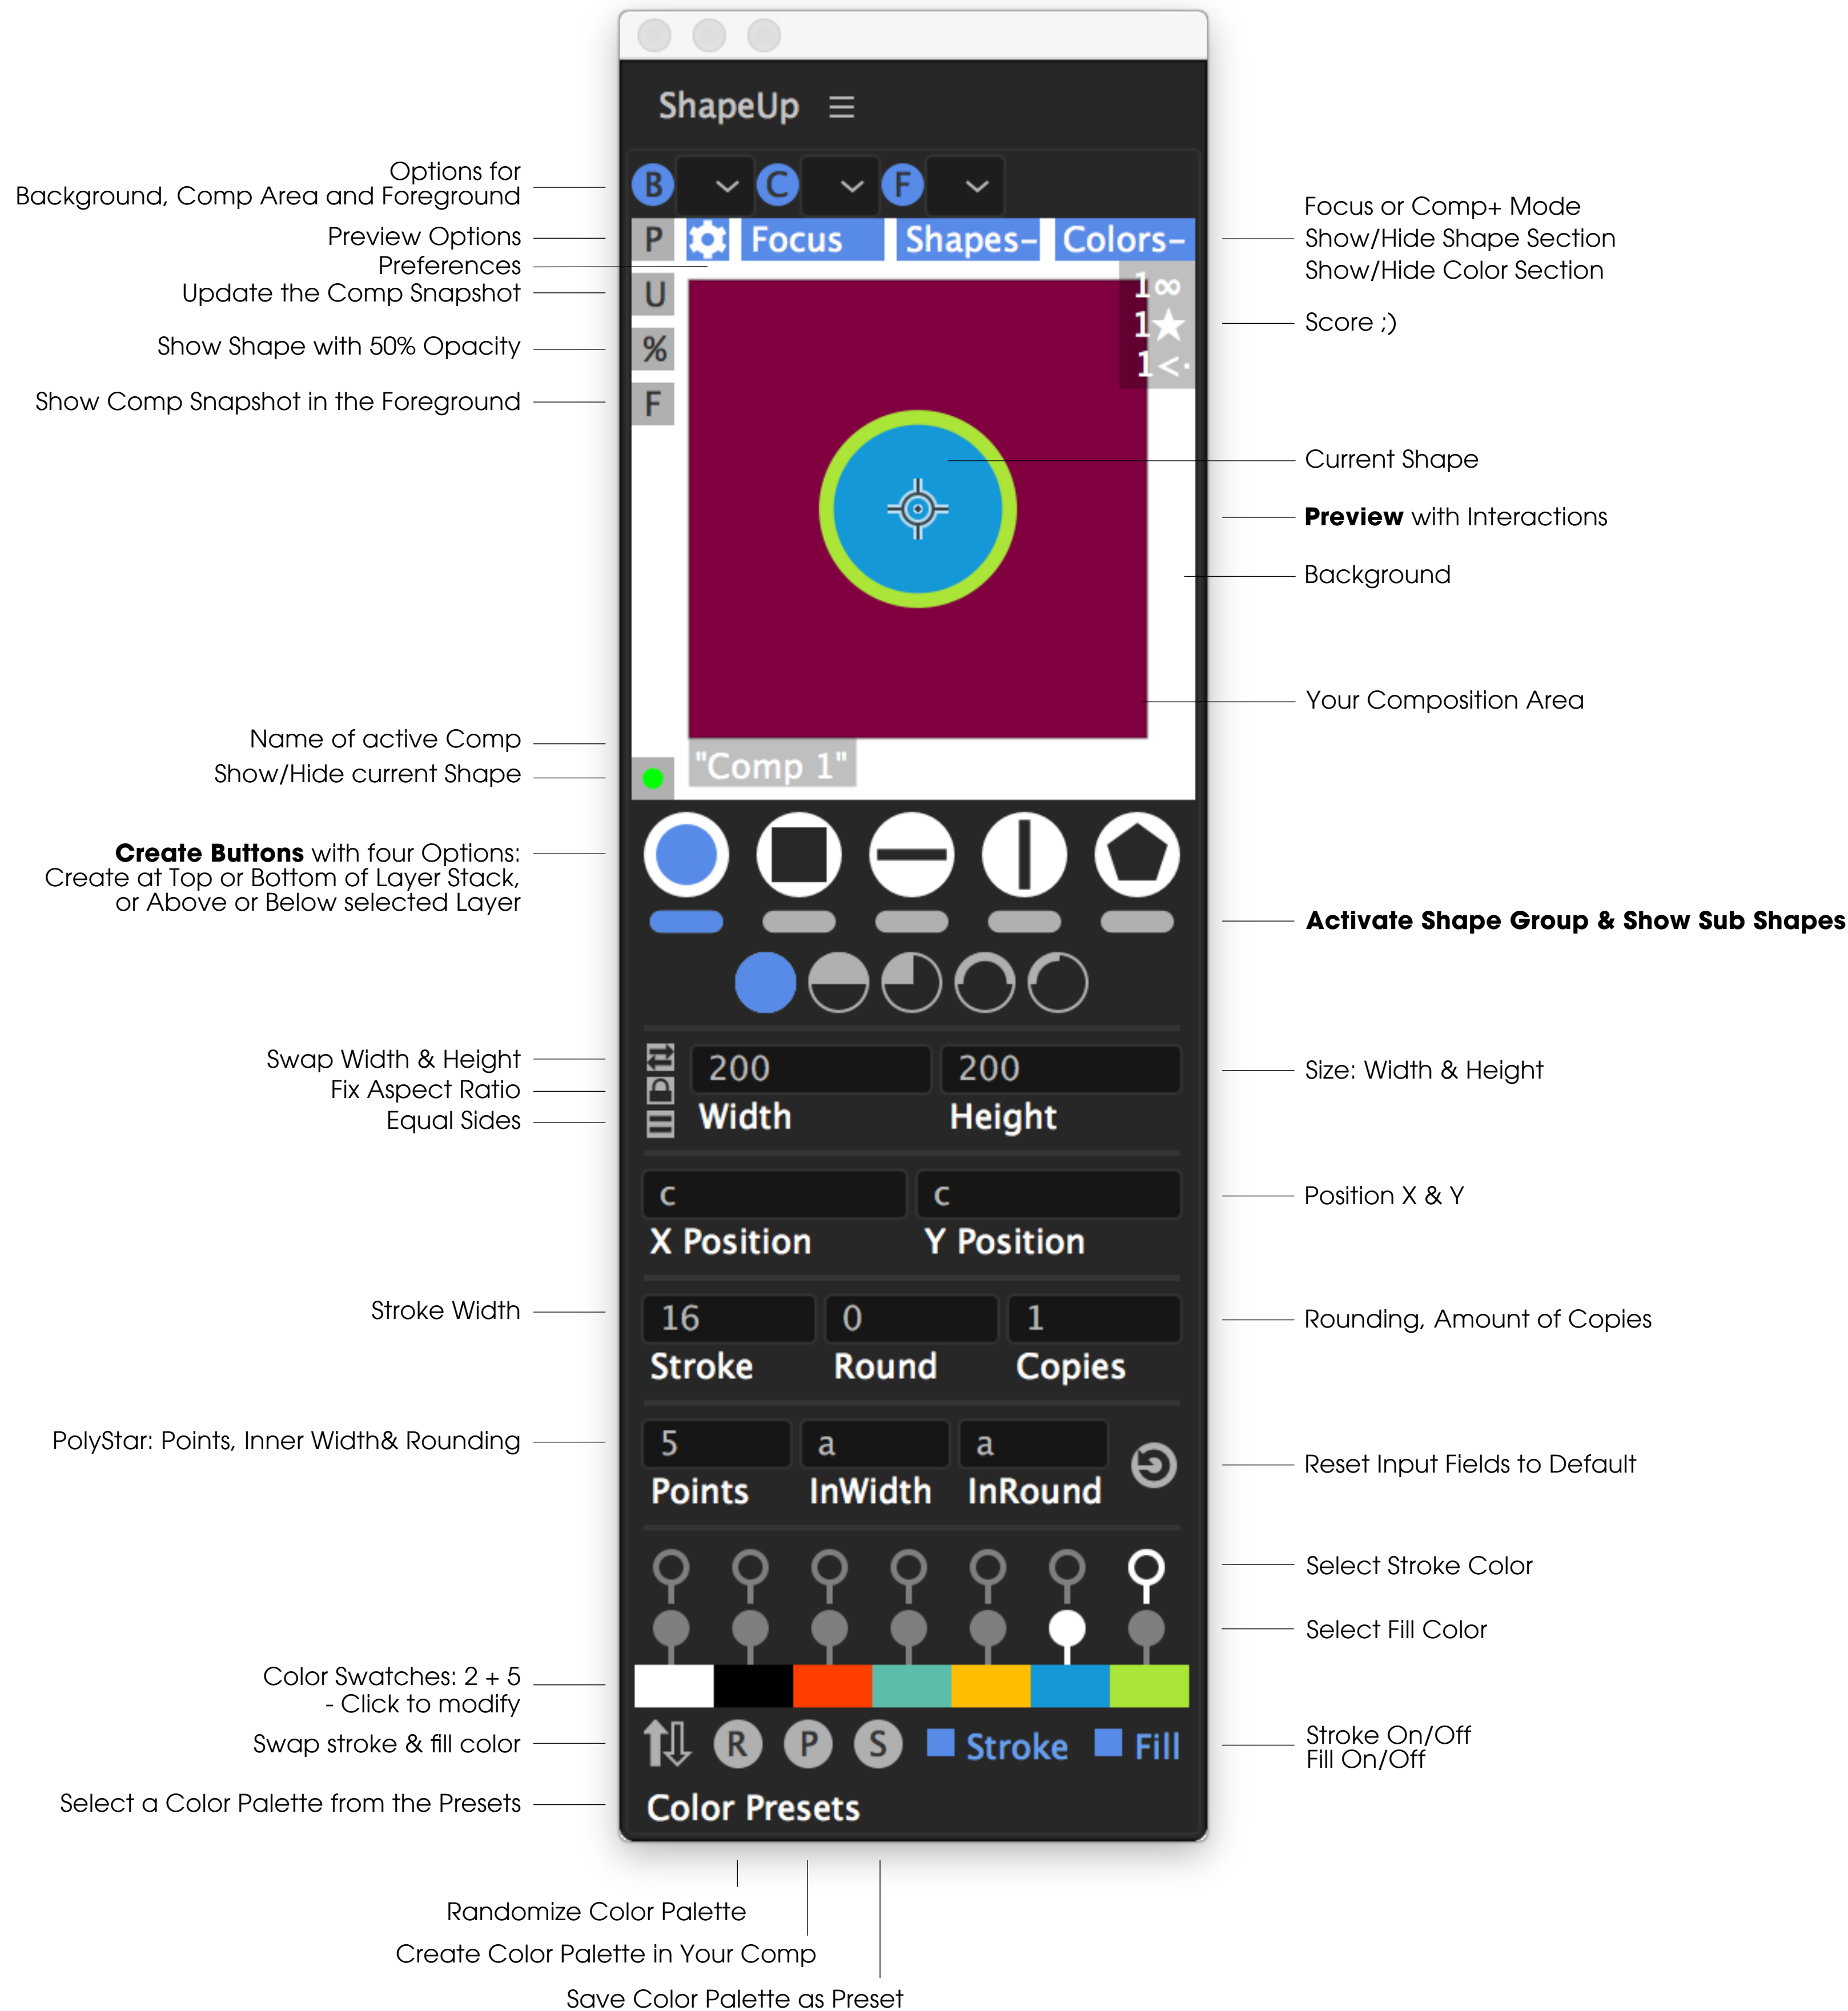 ShapeUp
Options for
Background, Comp Area and Foreground
B
C
F
Preview Options
Preferences
Update the Comp Snapshot
Show Shape with 50% Opacity
Show Comp Snapshot in the Foreground
P
Focus
Shapes-
Colors-
U
%
F
1∞
1★
1<·
Focus or Comp+ Mode
Show/Hide Shape Section
Show/Hide Color Section
Score ;)
Current Shape
Preview with Interactions
Background
Your Composition Area
Name of active Comp
Show/Hide current Shape
"Comp 1"
Create Buttons with four Options:
Create at Top or Bottom of Layer Stack,
or Above or Below selected Layer
Activate Shape Group & Show Sub Shapes
Swap Width & Height
Fix Aspect Ratio
Equal Sides
200
200
Width
Height
Size: Width & Height
c
c
X Position
Y Position
Position X & Y
Stroke Width
16
0
1
Stroke
Round
Copies
Rounding, Amount of Copies
PolyStar: Points, Inner Width& Rounding
5
a
a
Points
InWidth
InRound
Reset Input Fields to Default
Select Stroke Color
Select Fill Color
Color Swatches: 2 + 5
- Click to modify
Swap stroke & fill color
R
P
S
Stroke
Fill
Stroke On/Off
Fill On/Off
Select a Color Palette from the Presets
Color Presets
Randomize Color Palette
Create Color Palette in Your Comp
Save Color Palette as Preset